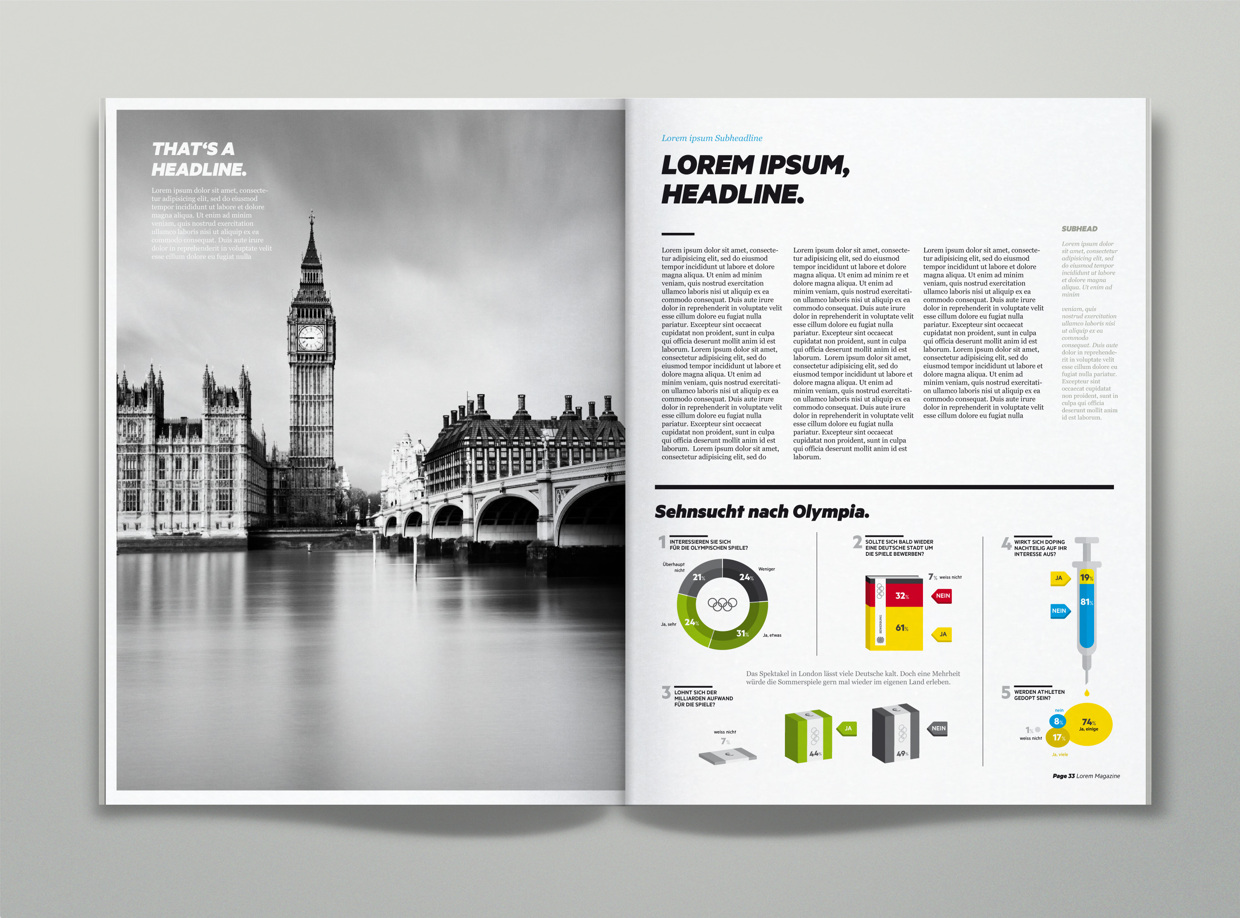 THAT'S A
HEADLINE.
Lorem ipsum dolor sit amet, consecte-
tur adipisicing elit, sed do eiusmod
tempor incididunt ut labore et dolore
magna aliqua. Ut enim ad minim
veniam, quis nostrud exercitation
ullamco laboris nisi ut aliquip ex ea
commodo consequat. Duis aute irure
dolor in reprehenderit in voluptate velit
esse cillum dolore eu fugiat nulla
Lorem ipsum Subheadline
LOREM IPSUM,
HEADLINE.
Lorem ipsum dolor sit amet, consecte-
tur adipisicing elit, sed do eiusmod
tempor incididunt ut labore et dolore
magna aliqua. Ut enim ad minim
veniam, quis nostrud exercitation
ullamco laboris nisi ut aliquip ex ea
commodo consequat. Duis aute irure
dolor in reprehenderit in voluptate velit
esse cillum dolore eu fugiat nulla
pariatur. Excepteur sint occaecat
cupidatat non proident, sunt in culpa
qui officia deserunt mollit anim id est
laborum. Lorem ipsum dolor sit amet,
consectetur adipisicing elit, sed do
eiusmod tempor incididunt ut labore et
dolore magna aliqua. Ut enim ad
minim veniam, quis nostrud exercitati-
on ullamco laboris nisi ut aliquip ex ea
commodo consequat. Duis aute irure
dolor in reprehenderit in voluptate velit
esse cillum dolore eu fugiat nulla
pariatur. Excepteur sint occaecat
cupidatat non proident, sunt in culpa
qui officia deserunt mollit anim id est
laborum. Lorem ipsum dolor sit amet,
consectetur adipisicing elit, sed do
Lorem ipsum dolor sit amet, consecte-
tur adipisicing elit, sed do eiusmod
tempor incididunt ut labore et dolore
magna aliqua. Ut enim ad minim re et
dolore magna aliqua. Ut enim ad minim
veniam, quis nostrud exercitati-
on ullamco laboris nisi ut aliquip ex ea
commodo consequat. Duis aute irure
dolor in reprehenderit in voluptate velit
esse cillum dolore eu fugiat nulla
pariatur. Excepteur sint occaecat
cupidatat non proident, sunt in culpa
qui officia deserunt mollit anim id est
laborum. Lorem ipsum dolor sit amet,
consectetur adipisicing elit, sed do
eiusmod tempor incididunt ut labore et
dolore magna aliqua. Ut enim ad
minim veniam, quis nostrud exercitati-
on ullamco laboris nisi ut aliquip ex ea
commodo consequat. Duis aute irure
dolor in reprehenderit in voluptate velit
esse cillum dolore eu fugiat nulla
pariatur. Excepteur sint occaecat
cupidatat non proident, sunt in culpa
qui officia deserunt mollit anim id est
laborum.
Lorem ipsum dolor sit amet, consecte-
tur adipisicing elit, sed do eiusmod
tempor incididunt ut labore et dolore
magna aliqua. Ut enim ad minim
veniam, quis nostrud exercitation
ullamco laboris nisi ut aliquip ex ea
commodo consequat. Duis aute irure
dolor in reprehenderit in voluptate velit
esse cillum dolore eu fugiat nulla
pariatur. Excepteur sint occaecat
cupidatat non proident, sunt in culpa
qui officia deserunt mollit anim id est
laborum. Lorem ipsum dolor sit amet,
consectetur adipisicing elit, sed do
eiusmod tempor incididunt ut labore et
dolore magna aliqua. Ut enim ad
minim veniam, quis nostrud exercitati-
on ullamco laboris nisi ut aliquip ex ea
commodo consequat. Duis aute irure
dolor in reprehenderit in voluptate velit
esse cillum dolore eu fugiat nulla
SUBHEAD
Lorem ipsum dolor
sit amet, consectetur
adipisicing elit, sed
do eiusmod tempor
incididunt ut labore
et dolore magna
aliqua. Ut enim ad
minim
veniam, quis
nostrud exercitation
ullamco laboris nisi
ut aliquip ex ea
commodo
consequat. Duis aute
dolor in reprehende-
rit in voluptate velit
esse cillum dolore eu
fugiat nulla pariatur.
Excepteur sint
occaecat cupidatat
non proident, sunt in
culpa qui officia
deserunt mollit anim
id est laborum.
Sehnsucht nach Olympia.
1 INTERESSIEREN SIE SICH
FÜR DIE OLYMPISCHEN SPIELE?
Überhaupt
nicht
21%
24%
Weniger
Ja, sehr
24%
31%
Ja, etwas
2 SOLLTE SICH BALD WIEDER
EINE DEUTSCHE STADT UM
DIE SPIELE BEWERBEN?
7% weiss nicht
32%
NEIN
61%
JA
Das Spektakel in London lässt viele Deutsche kalt. Doch eine Mehrheit
würde die Sommerspiele gern mal wieder im eigenen Land erleben.
3 LOHNT SICH DER
MILLIARDEN AUFWAND
FÜR DIE SPIELE?
weiss nicht
7%
44%
JA
49%
NEIN
4 WIRKT SICH DOPING
NACHTEILIG AUF IHR
INTERESSE AUS?
JA
19%
NEIN
81%
5 WERDEN ATHLETEN
GEDOPT SEIN?
nein
8%
74%
Ja, einige
1%
weiss nicht
17%
Page 33 Lorem Magazine